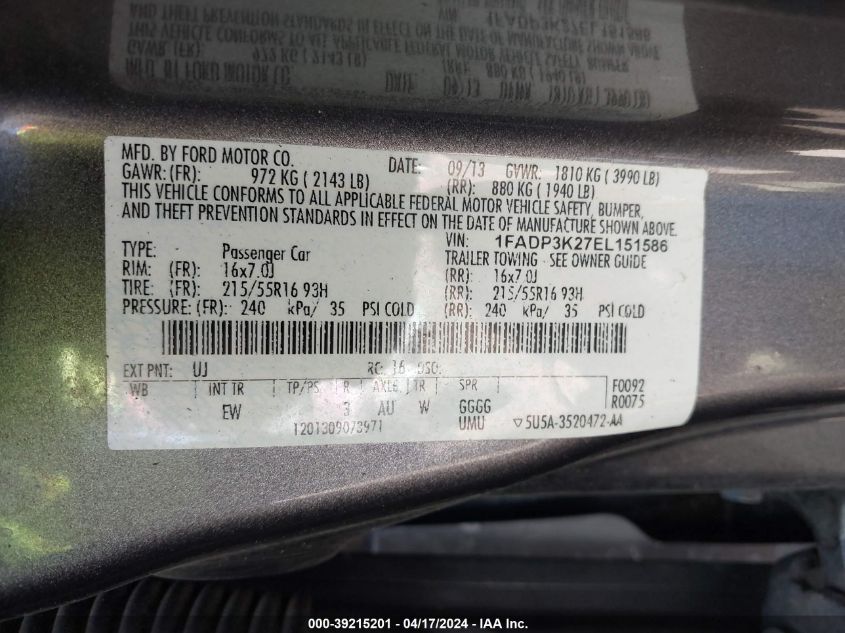 MFD. BY FORD MOTOR CO. DATE: 09/13 GVWR: 1810 KG ( 3990 LB)
GAWR: (FR): 972 KG ( 2143 LB) (RR): 880 KG ( 1940 LB)
THIS VEHICLE CONFORMS TO ALL APPLICABLE FEDERAL MOTOR VEHICLE SAFETY, BUMPER,
AND THEFT PREVENTION STANDARDS IN EFFECT ON THE DATE OF MANUFACTURE SHOWN ABOVE.
VIN: 1FADP3K27EL151586
TYPE: Passenger Car TRAILER TOWING - SEE OWNER GUIDE
RIM: (FR): 16x7.0J (RR): 16x7.0J
TIRE: (FR): 215/55R16 93H (RR): 215/55R16 93H
PRESSURE: (FR): 240 kPa/ 35 PSI COLD (RR): 240 kPa/ 35 PSI COLD
EXT PNT: UJ RC: 16 DSO:
WB INT TR TP/PS R AXLE TR SPR F0092
EW 3 AU W GGGG R0075
1201309073971 UMU ▽5U5A-3520472-AA
000-39215201 - 04/17/2024 - IAA Inc.